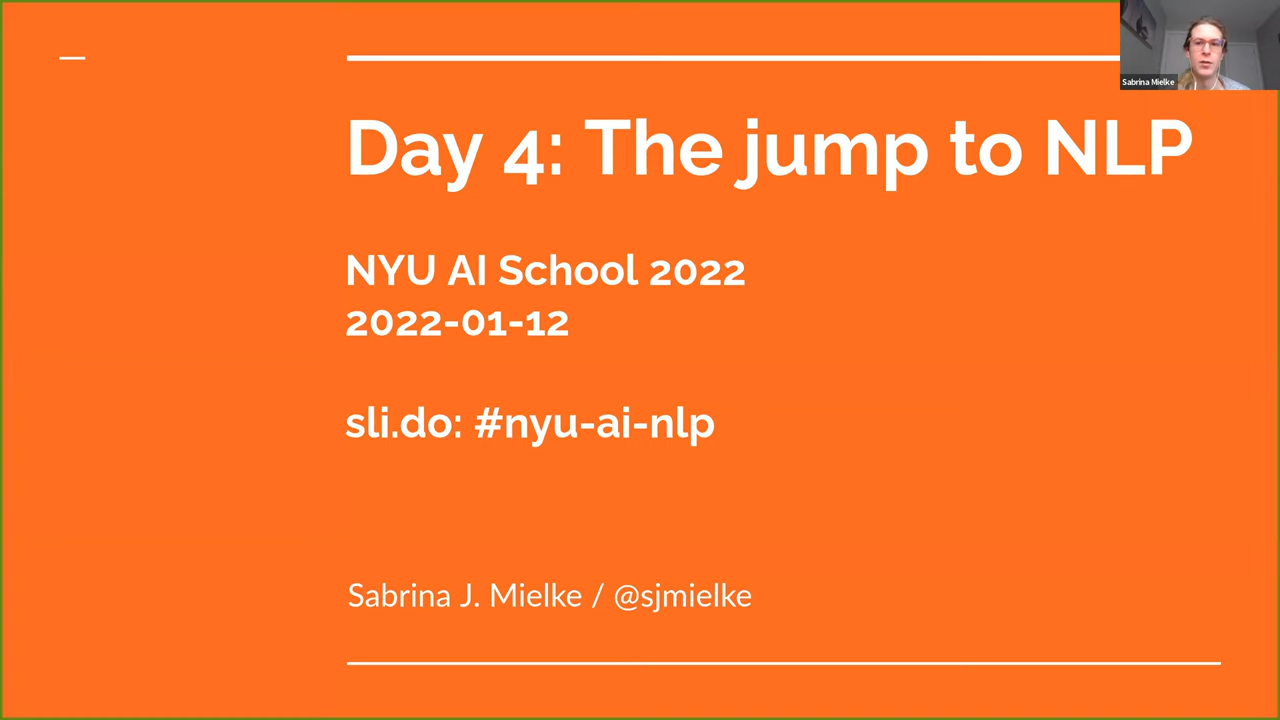 Day 4: The jump to NLP
NYU AI School 2022
2022-01-12
sli.do: #nyu-ai-nlp
Sabrina J. Mielke / @sjmielke
Sabrina Mielke